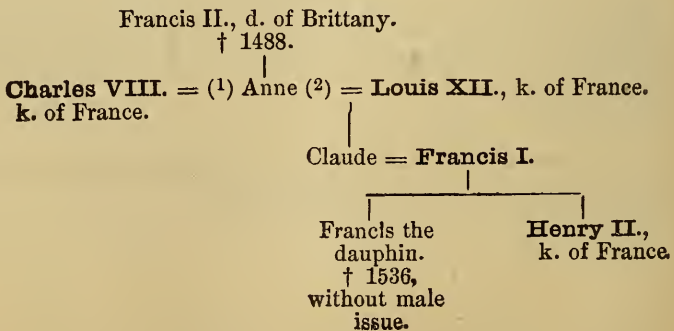 Francis II., d. of Brittany.
† 1488.
Charles VIII. = (1) Anne (2) = Louis XII., k. of France.
k. of France.
Claude = Francis I.
Francis the
dauphin.
† 1536,
without male
issue.
Henry II.,
k. of France.